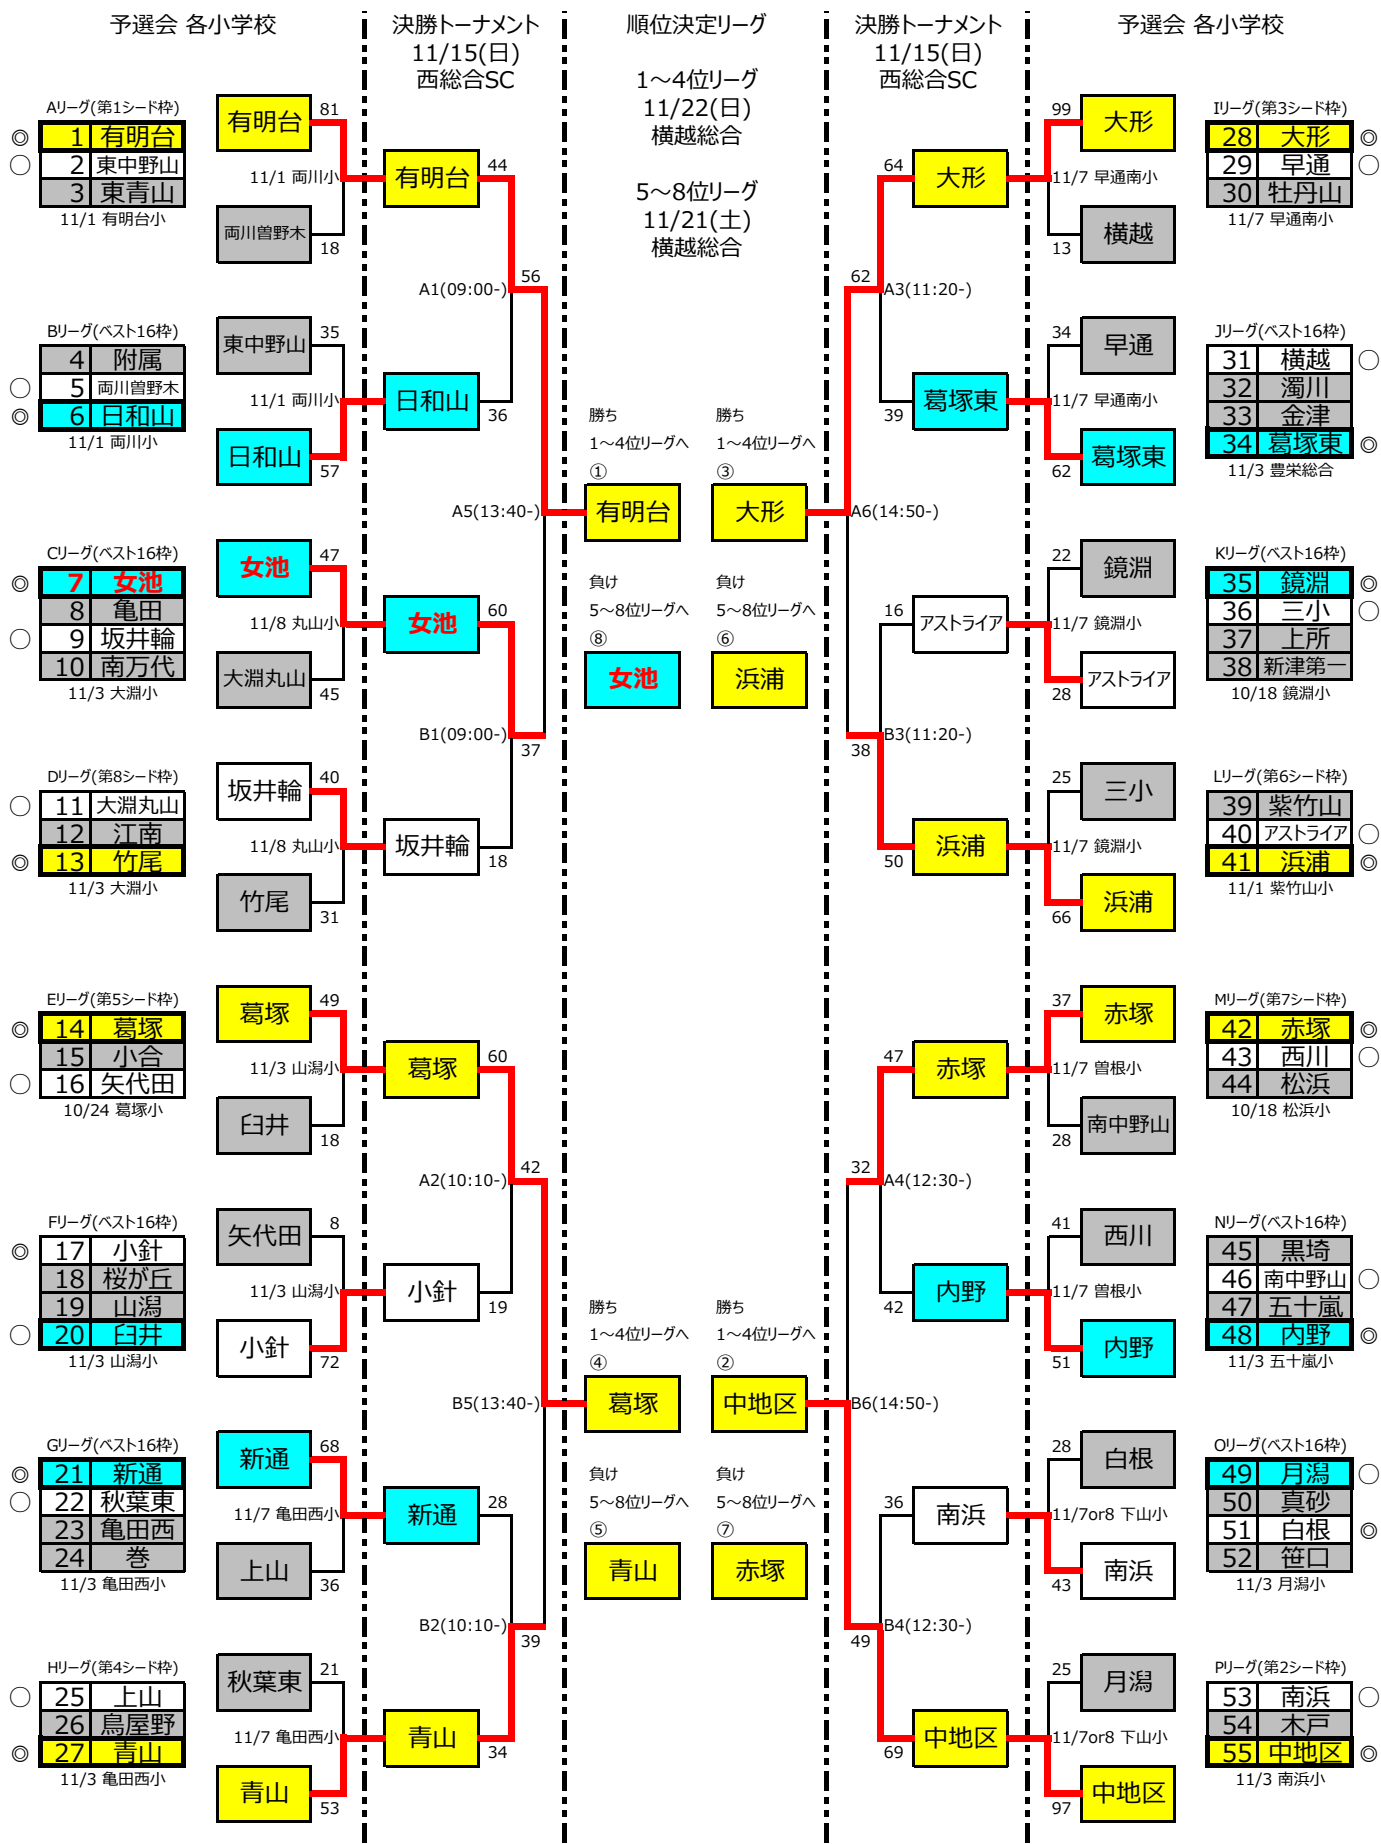 予選会 各小学校
決勝トーナメント
11/15(日)
西総合SC
順位決定リーグ
1～4位リーグ
11/22(日)
横越総合
5～8位リーグ
11/21(土)
横越総合
決勝トーナメント
11/15(日)
西総合SC
予選会 各小学校
Aリーグ(第1シード枠)
◎ 1 有明台
○ 2 東中野山
3 東青山
11/1 有明台小
Bリーグ(ベスト16枠)
4 附属
○ 5 両川曽野木
◎ 6 日和山
11/1 両川小
Cリーグ(ベスト16枠)
◎ 7 女池
8 亀田
○ 9 坂井輪
10 南万代
11/3 大淵小
Dリーグ(第8シード枠)
○ 11 大淵丸山
12 江南
◎ 13 竹尾
11/3 大淵小
Eリーグ(第5シード枠)
◎ 14 葛塚
15 小合
○ 16 矢代田
10/24 葛塚小
Fリーグ(ベスト16枠)
◎ 17 小針
18 桜が丘
19 山潟
○ 20 臼井
11/3 山潟小
Gリーグ(ベスト16枠)
◎ 21 新通
○ 22 秋葉東
23 亀田西
24 巻
11/3 亀田西小
Hリーグ(第4シード枠)
○ 25 上山
26 鳥屋野
◎ 27 青山
11/3 亀田西小
有明台 81
11/1 両川小
両川曽野木 18
東中野山 35
11/1 両川小
日和山 57
女池 47
11/8 丸山小
大淵丸山 45
坂井輪 40
11/8 丸山小
竹尾 31
葛塚 49
11/3 山潟小
臼井 18
矢代田 8
11/3 山潟小
小針 72
新通 68
11/7 亀田西小
上山 36
秋葉東 21
11/7 亀田西小
青山 53
有明台 44
A1(09:00-) 56
日和山 36
A5(13:40-)
女池 60
B1(09:00-) 37
坂井輪 18
葛塚 60
A2(10:10-) 42
小針 19
B5(13:40-)
新通 28
B2(10:10-) 39
青山 34
勝ち
1～4位リーグへ
①
有明台
負け
5～8位リーグへ
⑧
女池
勝ち
1～4位リーグへ
③
大形
負け
5～8位リーグへ
⑥
浜浦
勝ち
1～4位リーグへ
④
葛塚
負け
5～8位リーグへ
⑤
青山
勝ち
1～4位リーグへ
②
中地区
負け
5～8位リーグへ
⑦
赤塚
64 大形
62 A3(11:20-)
39 葛塚東
A6(14:50-)
16 アストライア
38 B3(11:20-)
50 浜浦
47 赤塚
32 A4(12:30-)
42 内野
B6(14:50-)
36 南浜
49 B4(12:30-)
69 中地区
99 大形
11/7 早通南小
13 横越
34 早通
11/7 早通南小
62 葛塚東
22 鏡淵
11/7 鏡淵小
28 アストライア
25 三小
11/7 鏡淵小
66 浜浦
37 赤塚
11/7 曽根小
28 南中野山
41 西川
11/7 曽根小
51 内野
28 白根
11/7or8 下山小
43 南浜
25 月潟
11/7or8 下山小
97 中地区
Iリーグ(第3シード枠)
28 大形 ◎
29 早通 ○
30 牡丹山
11/7 早通南小
Jリーグ(ベスト16枠)
31 横越 ○
32 濁川
33 金津
34 葛塚東 ◎
11/3 豊栄総合
Kリーグ(ベスト16枠)
35 鏡淵 ◎
36 三小 ○
37 上所
38 新津第一
10/18 鏡淵小
Lリーグ(第6シード枠)
39 紫竹山
40 アストライア ○
41 浜浦 ◎
11/1 紫竹山小
Mリーグ(第7シード枠)
42 赤塚 ◎
43 西川 ○
44 松浜
10/18 松浜小
Nリーグ(ベスト16枠)
45 黒埼
46 南中野山 ○
47 五十嵐
48 内野 ◎
11/3 五十嵐小
Oリーグ(ベスト16枠)
49 月潟 ○
50 真砂
51 白根 ◎
52 笹口
11/3 月潟小
Pリーグ(第2シード枠)
53 南浜 ○
54 木戸
55 中地区 ◎
11/3 南浜小